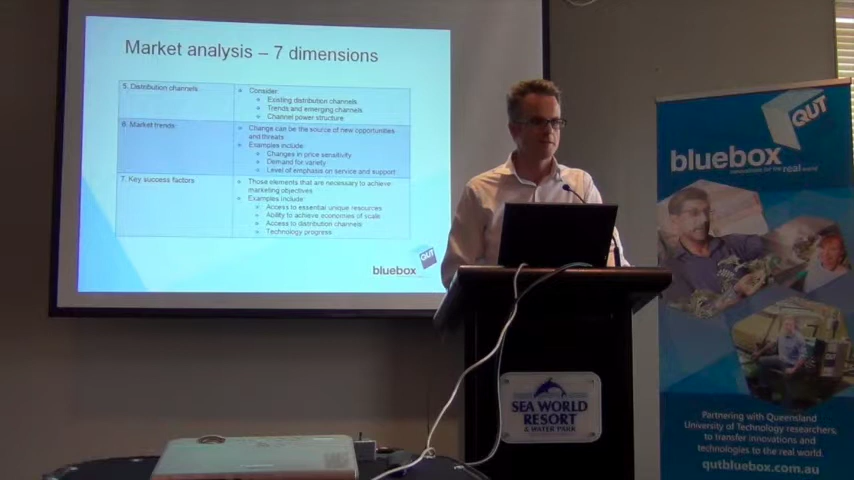 Market analysis – 7 dimensions
5. Distribution channels
Consider
Existing distribution channels
Trends and emerging channels
Channel power structure
6. Market trends
Change can be the source of new opportunities
and threats
Examples include:
Changes in price sensitivity
Demand for variety
Level of emphasis on service and support
7. Key success factors
Those elements that are necessary to achieve
marketing objectives
Examples include:
Access to essential unique resources
Ability to achieve economies of scale
Access to distribution channels
Technology progress
bluebox
QUT
SEA WORLD
RESORT
& WATER PARK
QUT
bluebox
innovations for the real world
Partnering with Queensland
University of Technology researchers,
to transfer innovations and
technologies to the real world.
qutbluebox.com.au